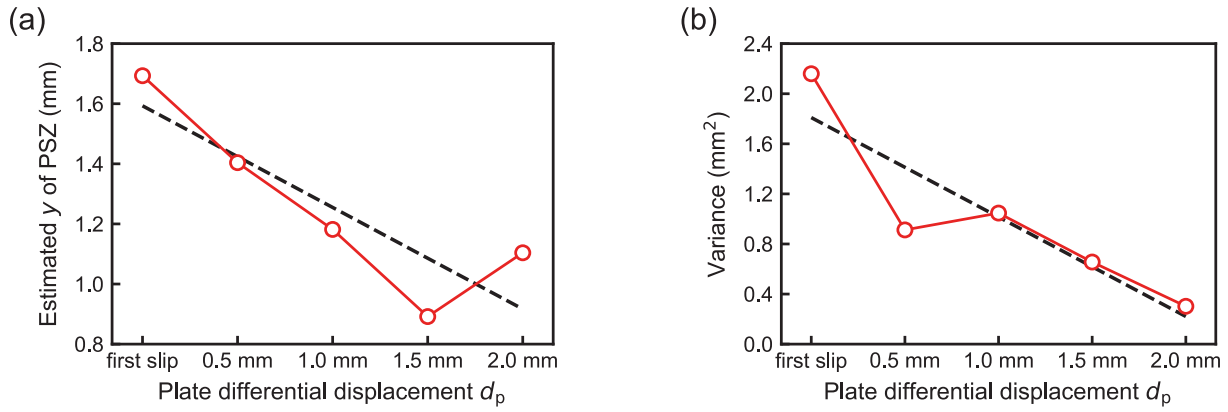 (a)
1.8
1.6
1.4
1.2
1.0
0.8
Estimated y of PSZ (mm)
first slip 0.5 mm 1.0 mm 1.5 mm 2.0 mm
Plate differential displacement dp
(b)
2.4
2.0
1.6
1.2
0.8
0.4
0.0
Variance (mm²)
first slip 0.5 mm 1.0 mm 1.5 mm 2.0 mm
Plate differential displacement dp